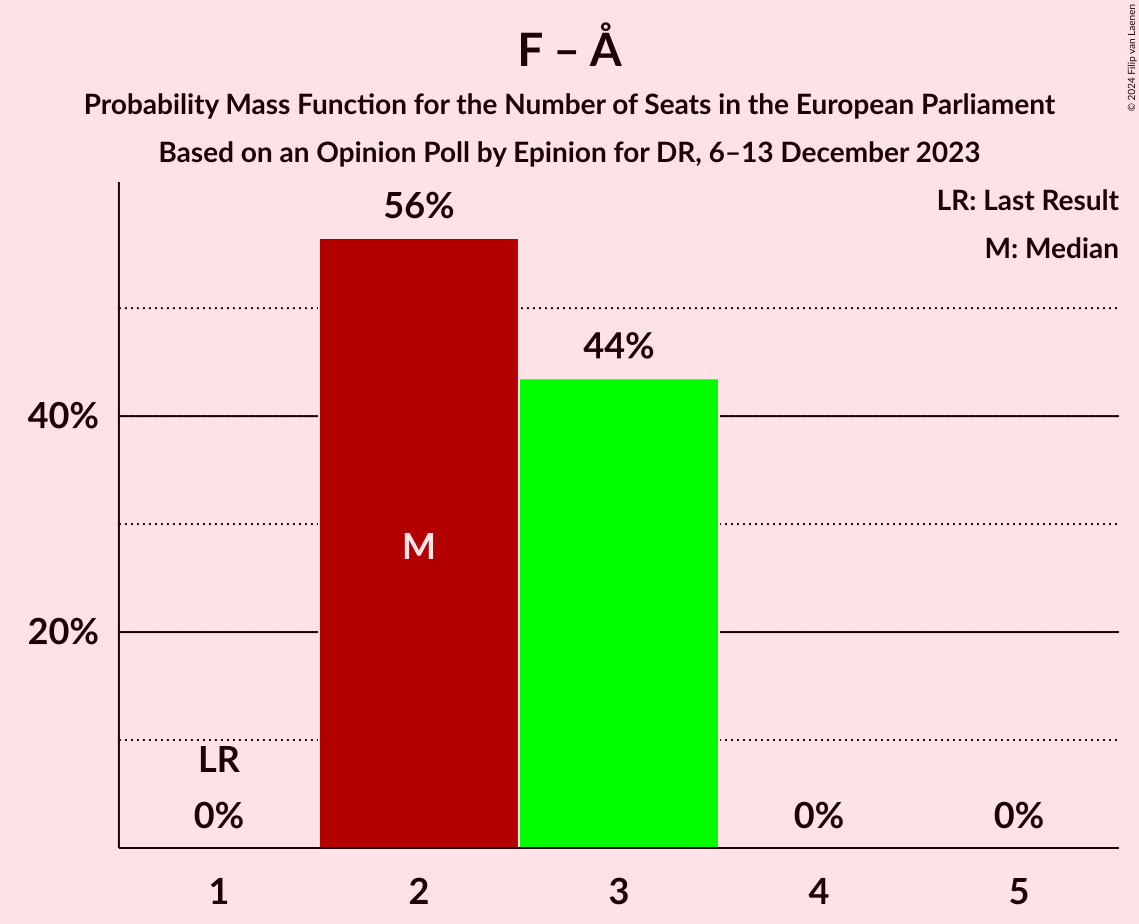 F – Å
Probability Mass Function for the Number of Seats in the European Parliament
Based on an Opinion Poll by Epinion for DR, 6–13 December 2023
© 2024 Filip van Laenen
LR: Last Result
M: Median
56%
44%
40%
M
20%
LR
0%
0%
0%
1
2
3
4
5